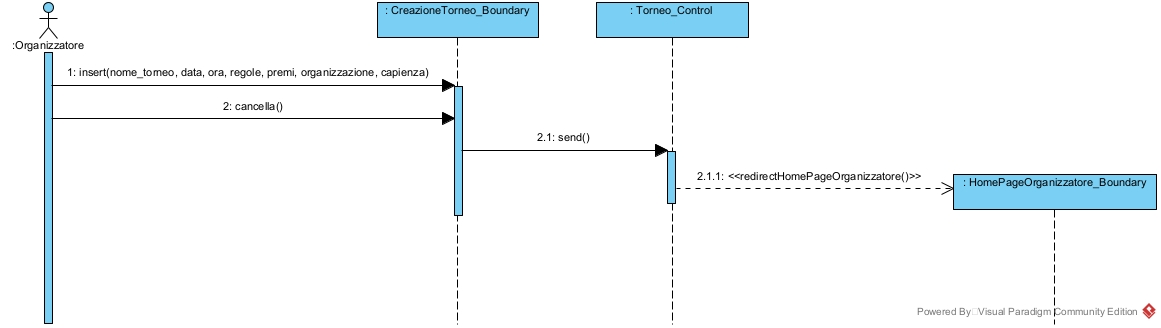 : CreazioneTorneo_Boundary
: Torneo_Control
:Organizzatore
1: insert(nome_torneo, data, ora, regole, premi, organizzazione, capienza)
2: cancella()
2.1: send()
2.1.1: <<redirectHomePageOrganizzatore()>>
: HomePageOrganizzatore_Boundary
Powered By Visual Paradigm Community Edition